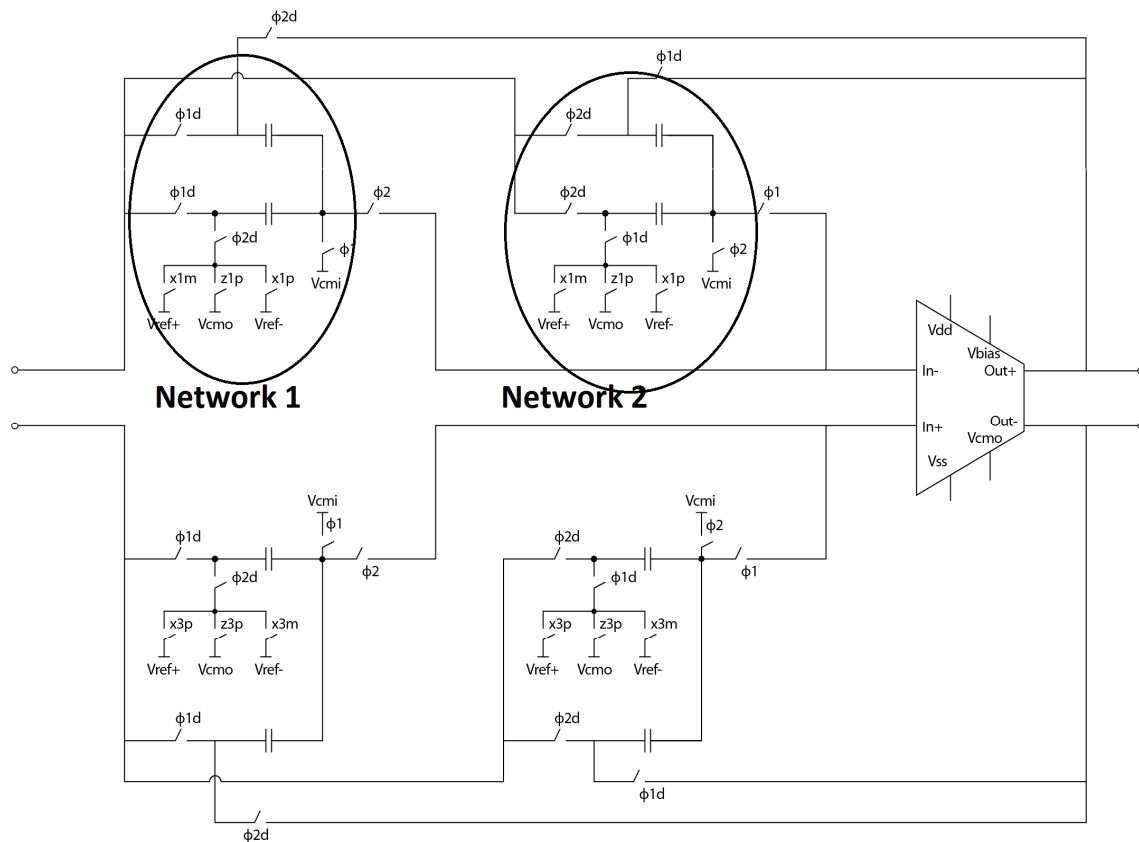 ϕ2d
ϕ1d
ϕ1d
ϕ2d
ϕ1d
ϕ2
ϕ2d
ϕ1
ϕ2d
ϕ1d
ϕ2
x1m
z1p
x1p
Vcmi
x1m
z1p
x1p
Vcmi
Vref+
Vcmo
Vref-
Vref+
Vcmo
Vref-
Vdd
Vbias
In-
Out+
Network 1
Network 2
In+
Out-
Vcmo
Vss
Vcmi
ϕ1
Vcmi
ϕ2
ϕ1d
ϕ2
ϕ2d
ϕ1
ϕ2d
ϕ1d
x3p
z3p
x3m
x3p
z3p
x3m
Vref+
Vcmo
Vref-
Vref+
Vcmo
Vref-
ϕ1d
ϕ2d
ϕ1d
ϕ2d